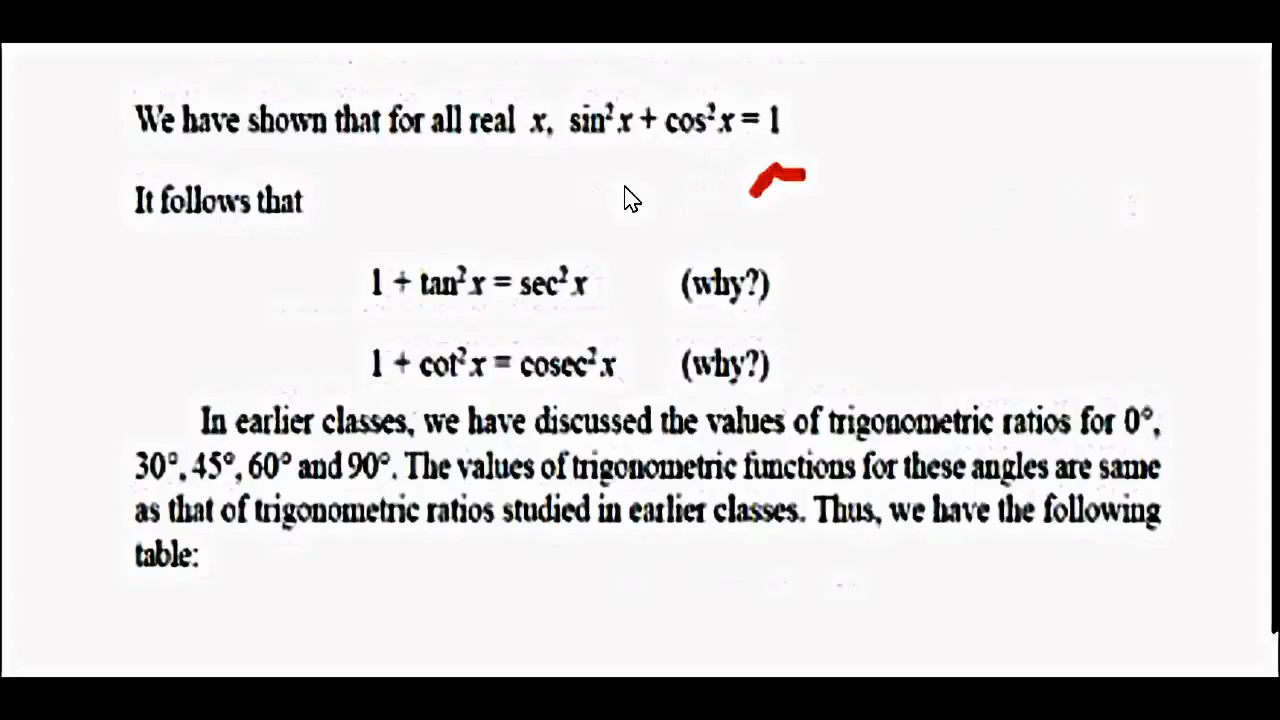 We have shown that for all real x, sin²x + cos²x = 1
It follows that
1 + tan²x = sec²x (why?)
1 + cot²x = cosec²x (why?)
In earlier classes, we have discussed the values of trigonometric ratios for 0°,
30°, 45°, 60° and 90°. The values of trigonometric functions for these angles are same
as that of trigonometric ratios studied in earlier classes. Thus, we have the following
table: